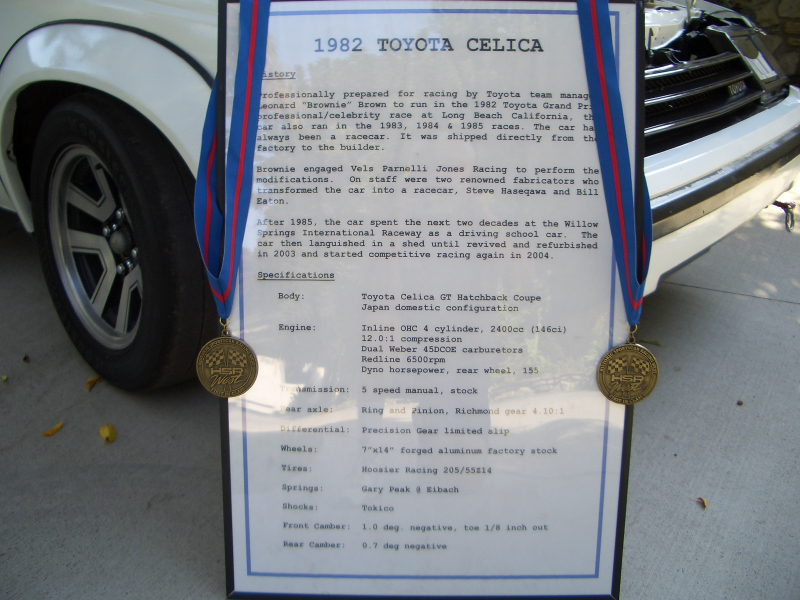 1982 TOYOTA CELICA
istory
rofessionally prepared for racing by Toyota team manag
Leonard "Brownie" Brown to run in the 1982 Toyota Grand Pri
professional/celebrity race at Long Beach California, th
car also ran in the 1983, 1984 & 1985 races. The car ha
always been a racecar. It was shipped directly from the
factory to the builder.
Brownie engaged Vels Parnelli Jones Racing to perform the
modifications. On staff were two renowned fabricators who
transformed the car into a racecar, Steve Haseqawa and Bill
Eaton.
After 1985, the car spent the next two decades at the Willow
Springs International Raceway as a driving school car. The
car then languished in a shed until revived and refurbished
in 2003 and started competitive racing again in 2004.
Specifications
Body: Toyota Celica GT Hatchback Coupe
Japan domestic configuration
Engine: Inline OHC 4 cylinder, 2400cc (146ci)
12.0:1 compression
Dual Weber 45DCOE carburetors
Redline 6500rpm
Dyno horsepower, rear wheel, 155
Transmission: 5 speed manual, stock
Rear axle: Ring and Pinion, Richmond gear 4.10:1
Differential: Precision Gear limited slip
Wheels: 7"x14" forged aluminum factory stock
Tires: Hoosier Racing 205/55Z14
Springs: Gary Peak @ Eibach
Shocks: Tokico
Front Camber: 1.0 deg. negative, toe 1/8 inch out
Rear Camber: 0.7 deg negative
HSR
West
HSR
TOYOTA